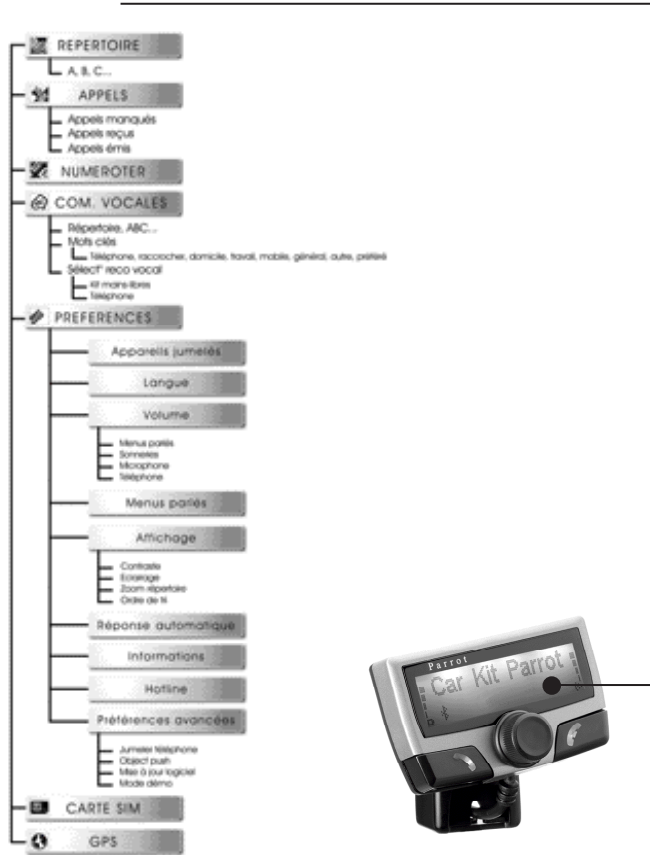 REPERTOIRE
A, B, C...
APPELS
Appels manqués
Appels reçus
Appels émis
NUMEROTER
COM. VOCALES
Répertoire, ABC...
Mots clés
Téléphone, raccrocher, domicile, travail, mobile, général, autre, préféré
Sélect° reco vocal
Kit mains-libres
Téléphone
PREFERENCES
Appareils jumelés
Langue
Volume
Menus parlés
Sonneries
Microphone
Téléphone
Menus parlés
Affichage
Contraste
Eclairage
Zoom répertoire
Ordre de tri
Réponse automatique
Informations
Hotline
Préférences avancées
Jumeler téléphone
Object push
Mise à jour logiciel
Mode démo
CARTE SIM
GPS
Parrot
Car Kit Parrot